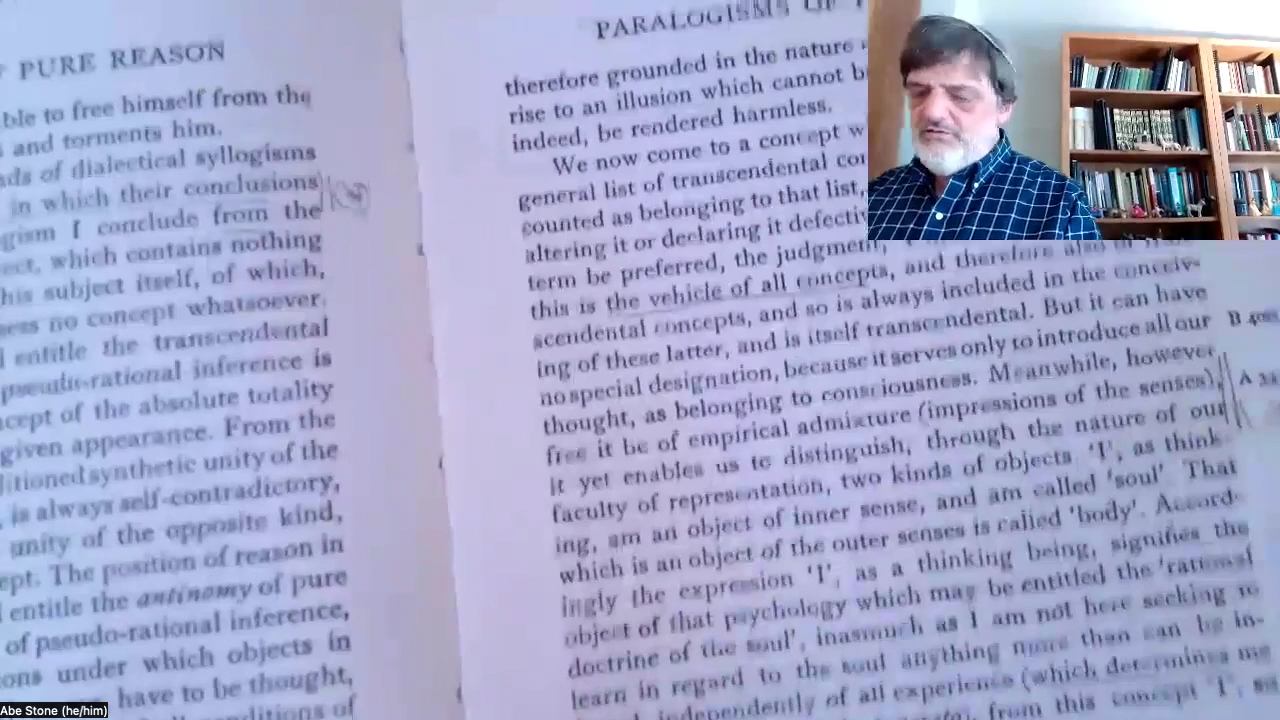 PURE REASON
ble to free himself from the
and torments him.
ds of dialectical syllogisms
in which their conclusions
gism I conclude from the
ect, which contains nothing
his subject itself, of which,
ess no concept whatsoever.
entitle the transcendental
pseudo-rational inference is
cept of the absolute totality
given appearance. From the
ditioned synthetic unity of the
is always self-contradictory,
unity of the opposite kind,
ept. The position of reason in
entitle the antinomy of pure
of pseudo-rational inference,
ons under which objects in
have to be thought,
conditions of
PARALOGISMS OF
therefore grounded in the nature
rise to an illusion which cannot b
indeed, be rendered harmless.
We now come to a concept w
general list of transcendental con
counted as belonging to that list,
altering it or declaring it defectiv
term be preferred, the judgment,
this is the vehicle of all concepts, and therefore also of
scendental concepts, and so is always included in the conceiv-
ing of these latter, and is itself transcendental. But it can have
no special designation, because it serves only to introduce all our
thought, as belonging to consciousness. Meanwhile, however
free it be of empirical admixture (impressions of the senses),
it yet enables us to distinguish, through the nature of our
faculty of representation, two kinds of objects. 'I', as think-
ing, am an object of inner sense, and am called 'soul'. That
which is an object of the outer senses is called 'body'. Accord-
ingly the expression 'I', as a thinking being, signifies the
object of that psychology which may be entitled the 'rational
doctrine of the soul', inasmuch as I am not here seeking to
learn in regard to the soul anything more than can be in-
independently of all experience (which determines me
from this concept 'I', so
B 400
A 34
Abe Stone (he/him)